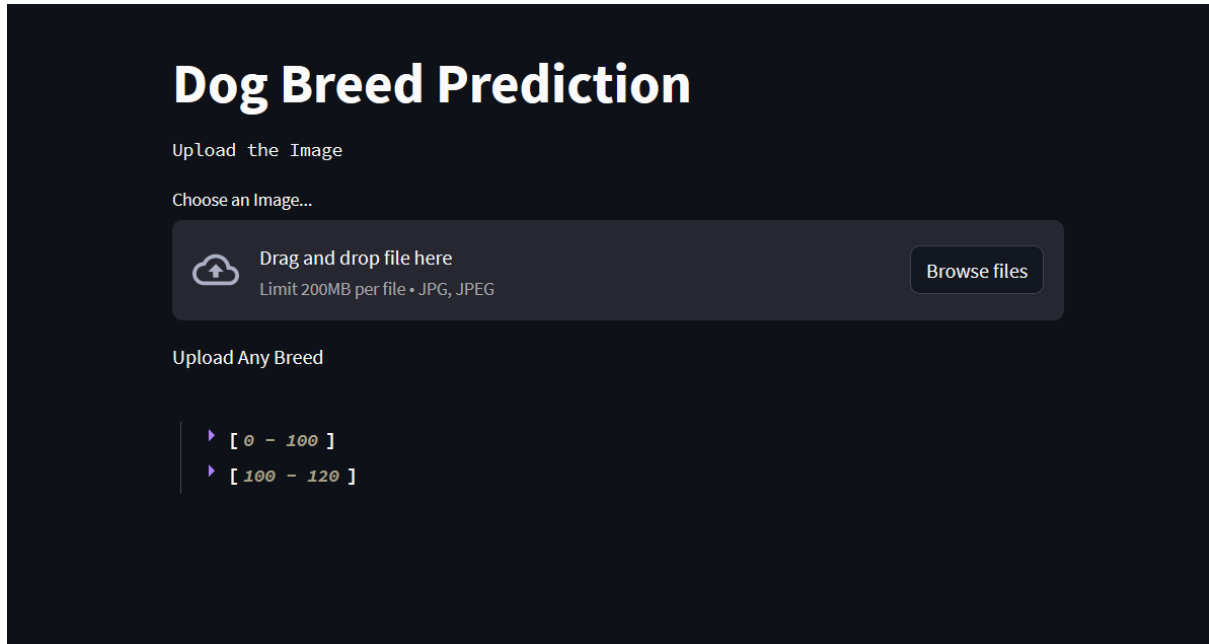 Dog Breed Prediction
Upload the Image
Choose an Image...
Drag and drop file here
Limit 200MB per file • JPG, JPEG
Browse files
Upload Any Breed
[ 0 - 100 ]
[ 100 - 120 ]